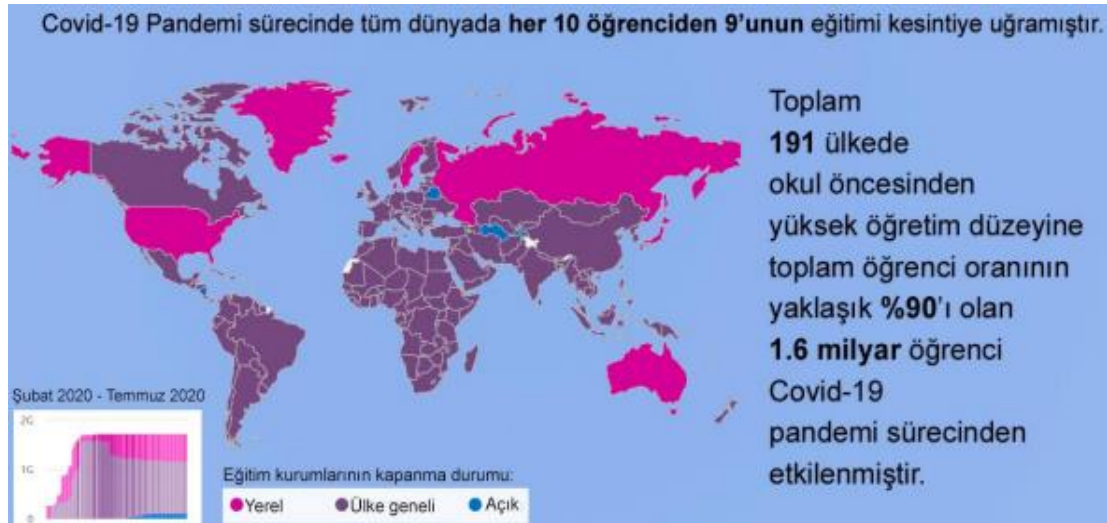 Covid-19 Pandemi sürecinde tüm dünyada her 10 öğrenciden 9’unun eğitimi kesintiye uğramıştır.
Toplam
191 ülkede
okul öncesinden
yüksek öğretim düzeyine
toplam öğrenci oranının
yaklaşık %90’ı olan
1.6 milyar öğrenci
Covid-19
pandemi sürecinden
etkilenmiştir.
Şubat 2020 - Temmuz 2020
2G
1G
0
Eğitim kurumlarının kapanma durumu:
Yerel
Ülke geneli
Açık